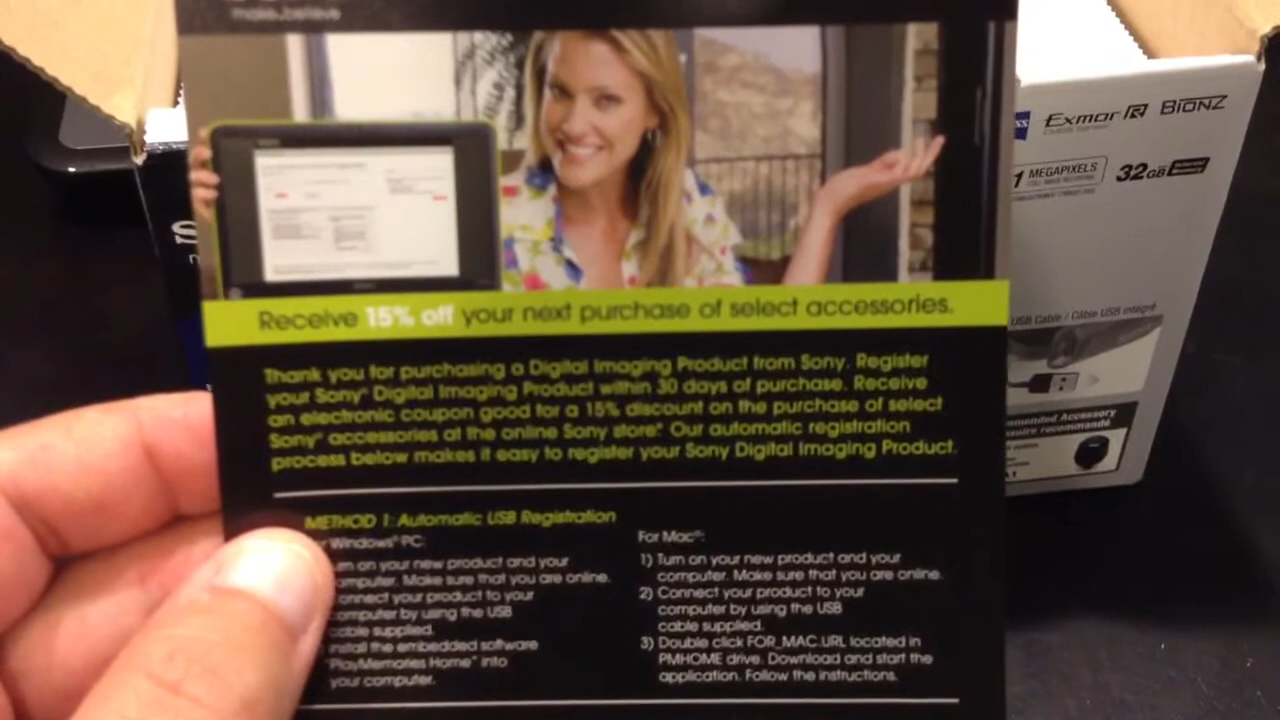 make.believe
Receive 15% off your next purchase of select accessories.
Thank you for purchasing a Digital Imaging Product from Sony. Register
your Sony® Digital Imaging Product within 30 days of purchase. Receive
an electronic coupon good for a 15% discount on the purchase of select
Sony® accessories at the online Sony store.* Our automatic registration
process below makes it easy to register your Sony Digital Imaging Product.
METHOD 1: Automatic USB Registration
Windows® PC:
on your new product and your
computer. Make sure that you are online.
connect your product to your
computer by using the USB
cable supplied.
install the embedded software
"PlayMemories Home" into
your computer.
For Mac®:
1) Turn on your new product and your
computer. Make sure that you are online.
2) Connect your product to your
computer by using the USB
cable supplied.
3) Double click FOR_MAC.URL located in
PMHOME drive. Download and start the
application. Follow the instructions.
Exmor R BIONZ
CMOS Sensor
MEGAPIXELS
32GB
USB Cable / Câble USB intégré
Accessory
recommandé